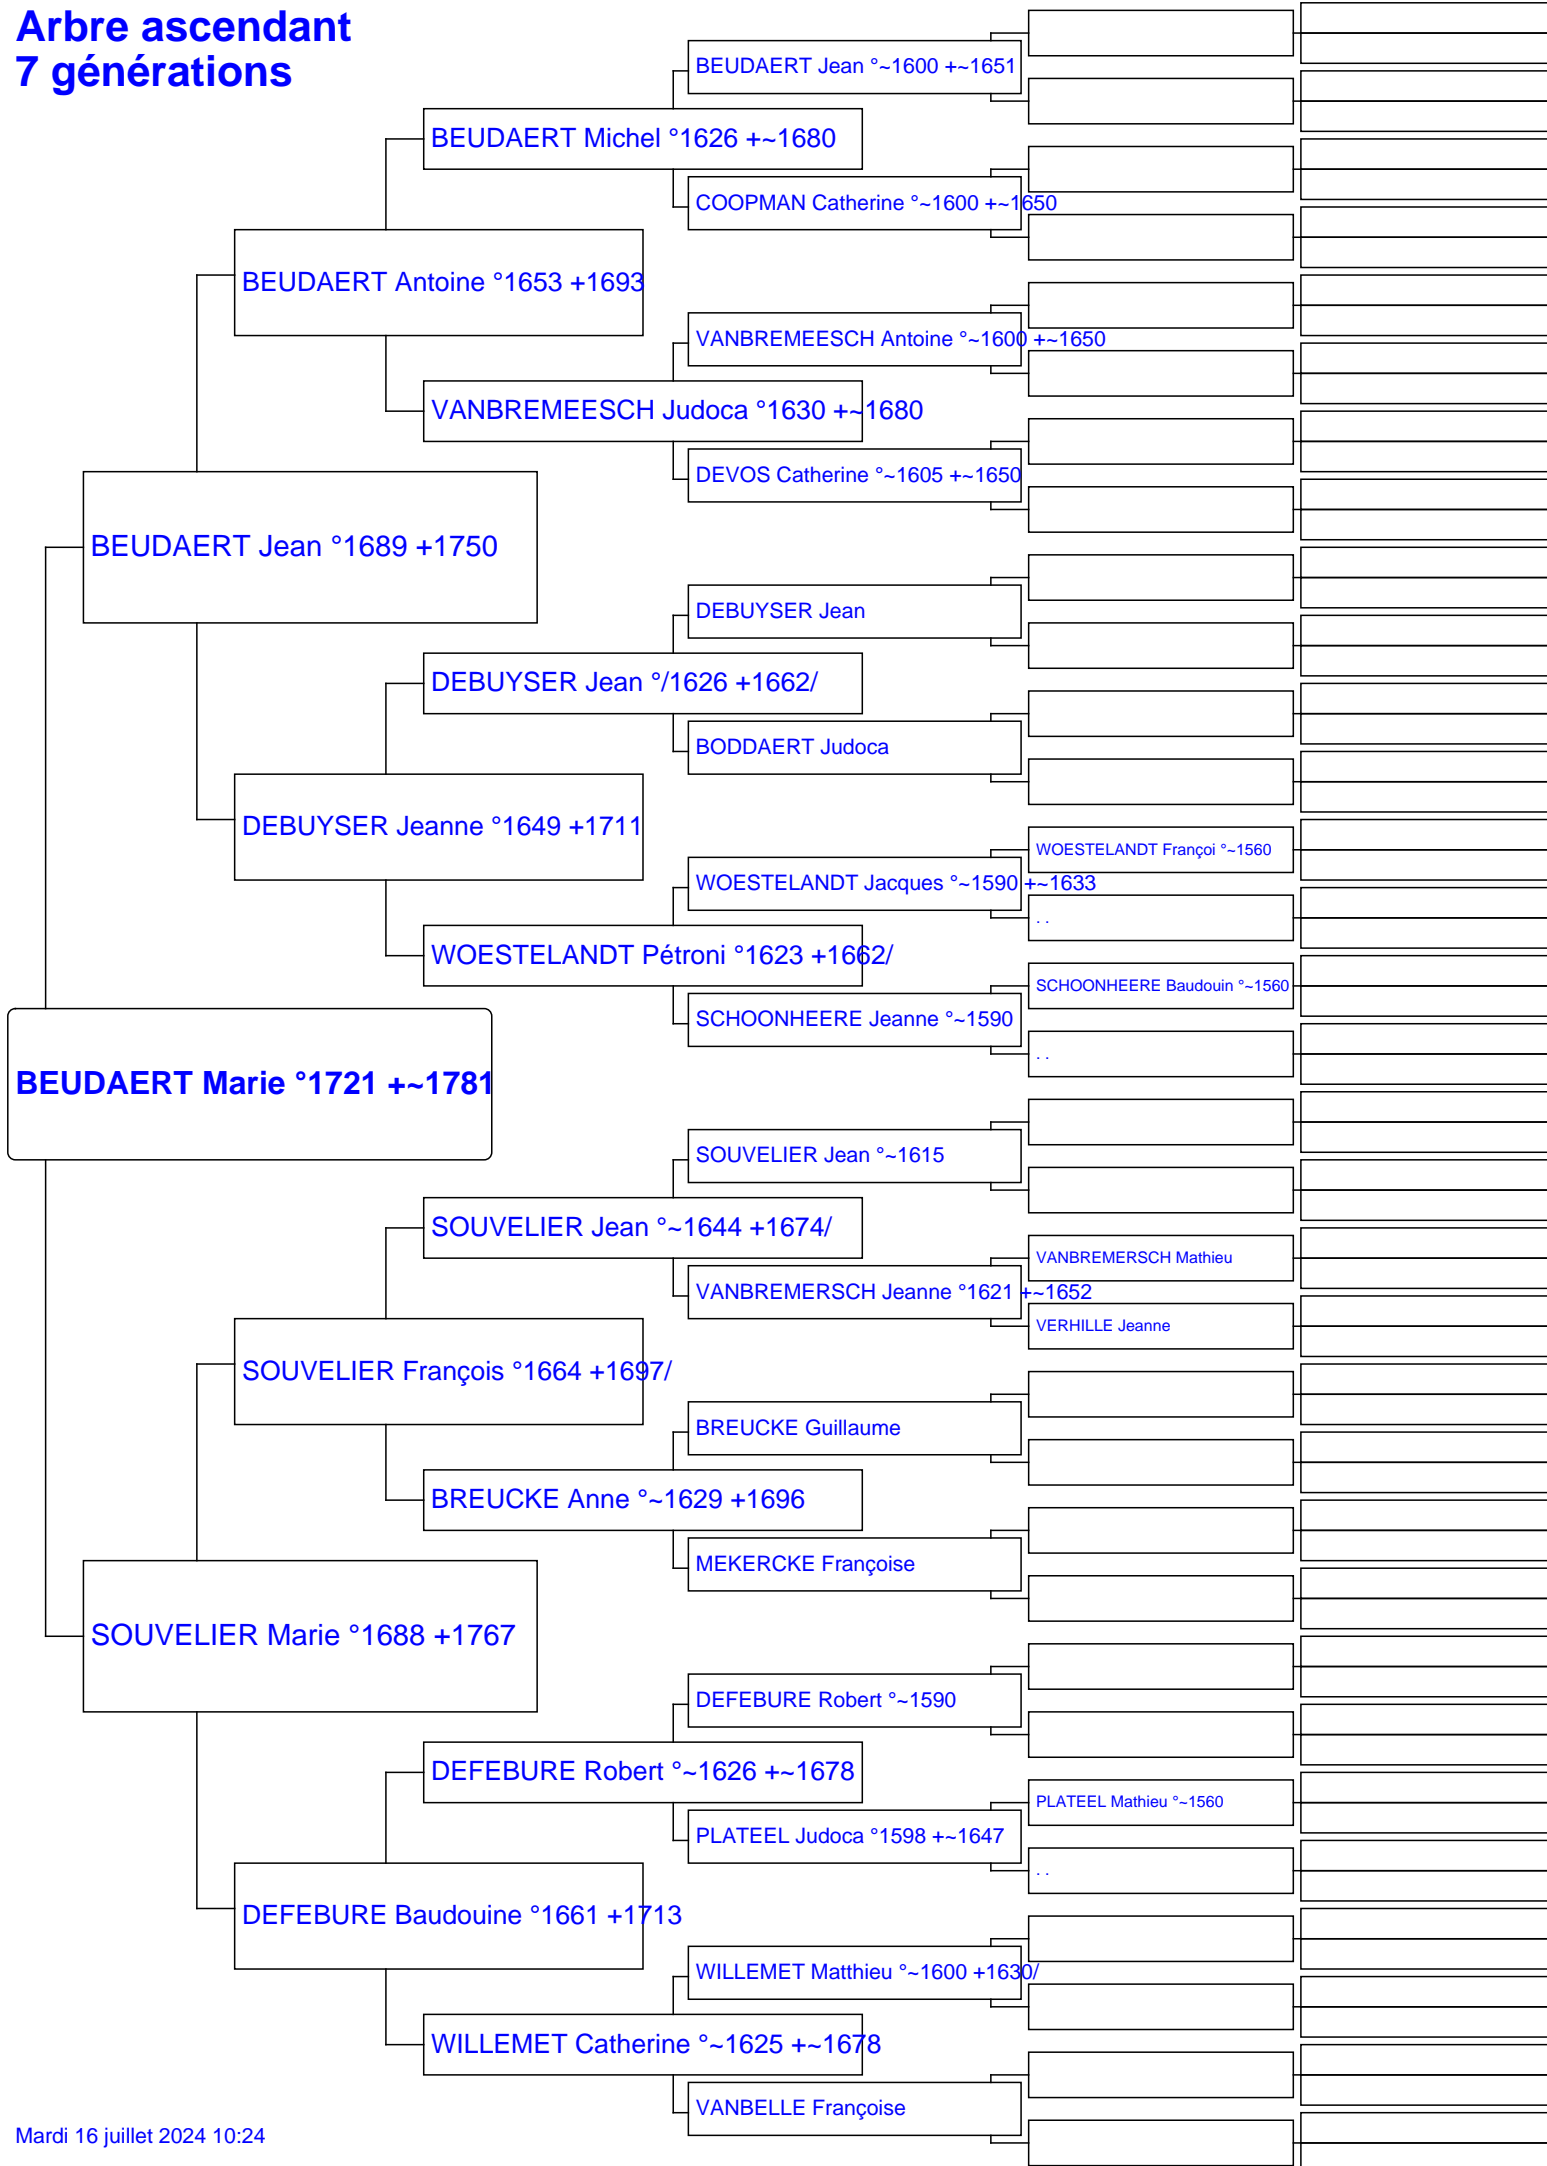 Arbre ascendant
7 générations
BEUDAERT Jean °~1600 +~1651
BEUDAERT Michel °1626 +~1680
COOPMAN Catherine °~1600 +~1650
BEUDAERT Antoine °1653 +1693
VANBREMEESCH Antoine °~1600 +~1650
VANBREMEESCH Judoca °1630 +~1680
DEVOS Catherine °~1605 +~1650
BEUDAERT Jean °1689 +1750
DEBUYSER Jean
DEBUYSER Jean °/1626 +1662/
BODDAERT Judoca
DEBUYSER Jeanne °1649 +1711
WOESTELANDT Françoi °~1560
WOESTELANDT Jacques °~1590 +~1633
. .
WOESTELANDT Pétroni °1623 +1662/
SCHOONHEERE Baudouin °~1560
SCHOONHEERE Jeanne °~1590
. .
BEUDAERT Marie °1721 +~1781
SOUVELIER Jean °~1615
SOUVELIER Jean °~1644 +1674/
VANBREMERSCH Mathieu
VANBREMERSCH Jeanne °1621 +~1652
VERHILLE Jeanne
SOUVELIER François °1664 +1697/
BREUCKE Guillaume
BREUCKE Anne °~1629 +1696
MEKERCKE Françoise
SOUVELIER Marie °1688 +1767
DEFEBURE Robert °~1590
DEFEBURE Robert °~1626 +~1678
PLATEEL Mathieu °~1560
PLATEEL Judoca °1598 +~1647
. .
DEFEBURE Baudouine °1661 +1713
WILLEMET Matthieu °~1600 +1630/
WILLEMET Catherine °~1625 +~1678
VANBELLE Françoise
Mardi 16 juillet 2024 10:24